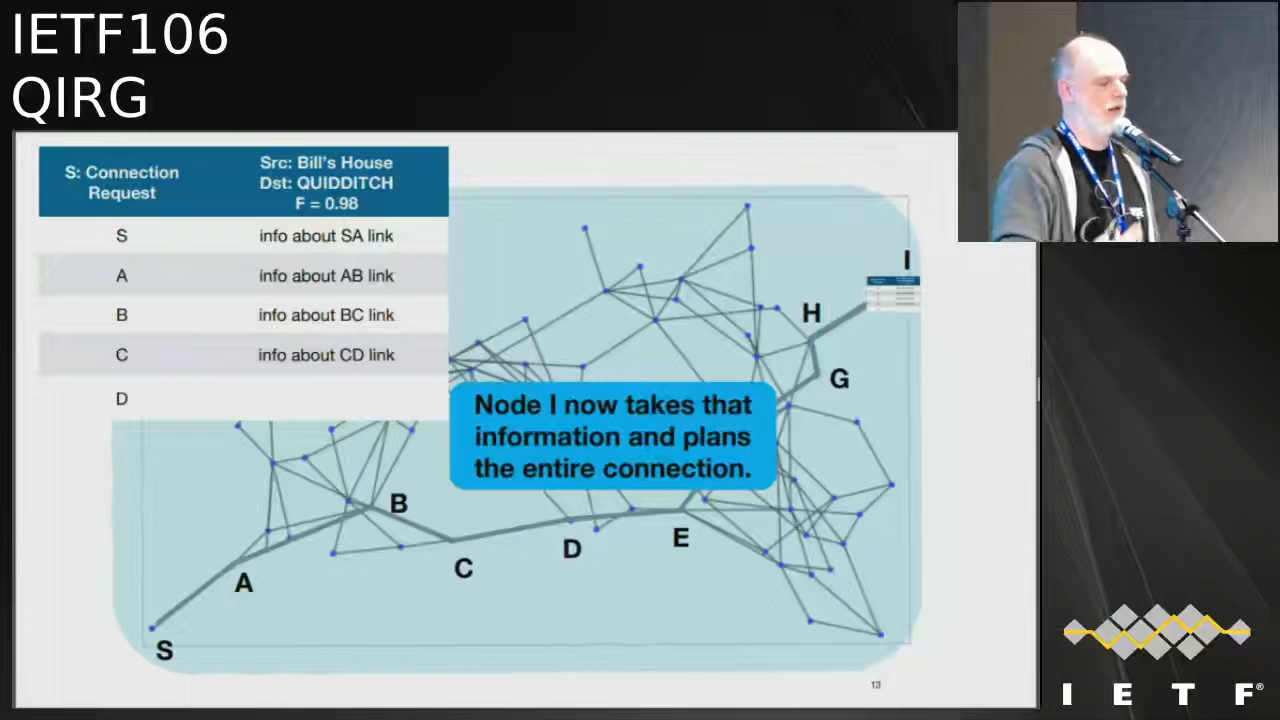 IETF106
QIRG
S: Connection
Request
Src: Bill's House
Dst: QUIDDITCH
F = 0.98
S info about SA link
A info about AB link
B info about BC link
C info about CD link
D
I
H
G
Node I now takes that
information and plans
the entire connection.
B
E
D
C
A
S
13
I E T F®